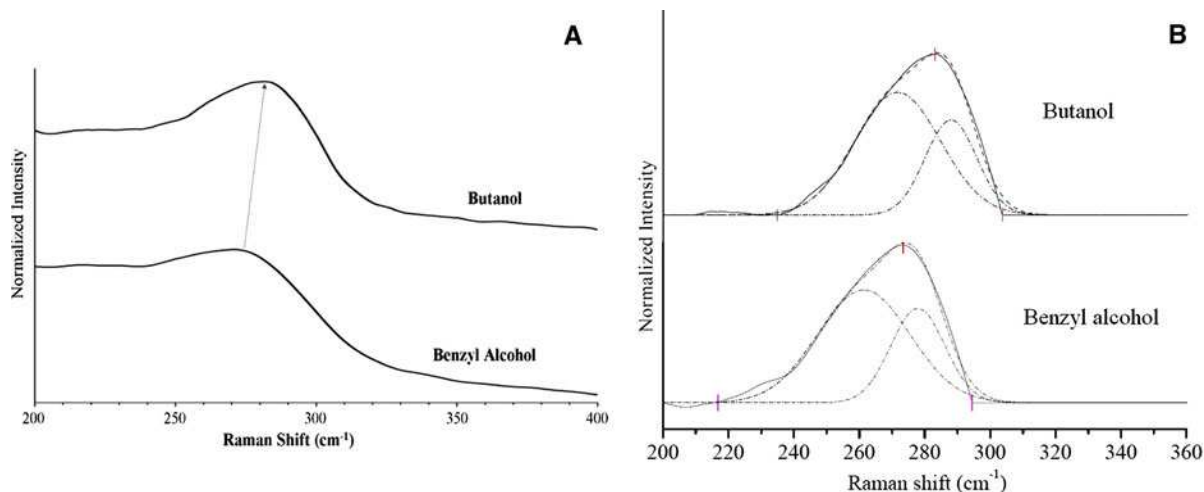 A
Normalized Intensity
Butanol
Benzyl Alcohol
200 250 300 350 400
Raman Shift (cm⁻¹)
B
Normalized Intensity
Butanol
Benzyl alcohol
200 220 240 260 280 300 320 340 360
Raman shift (cm⁻¹)